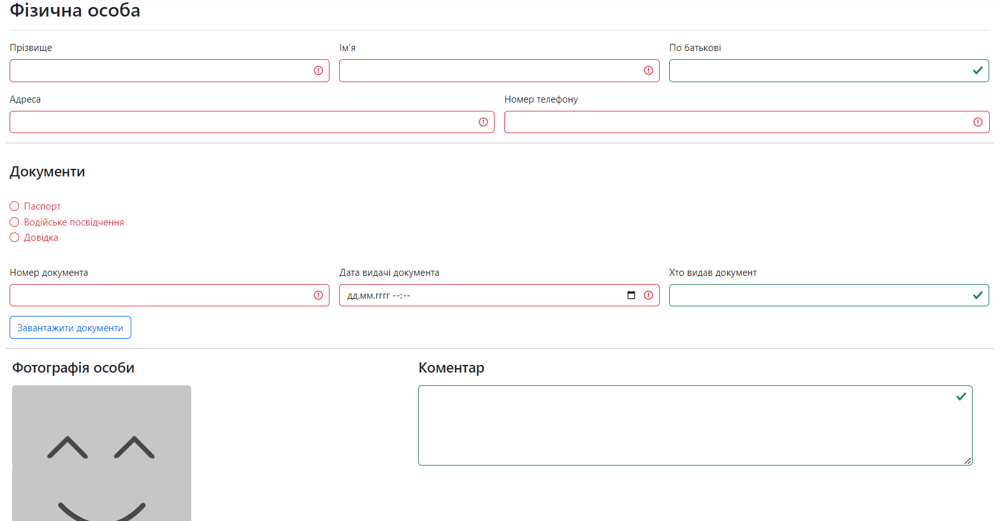 Фізична особа
Прізвище Ім'я По батькові
Адреса Номер телефону
Документи
Паспорт
Водійське посвідчення
Довідка
Номер документа Дата видачі документа Хто видав документ
дд.мм.гггг --:--
Завантажити документи
Фотографія особи Коментар